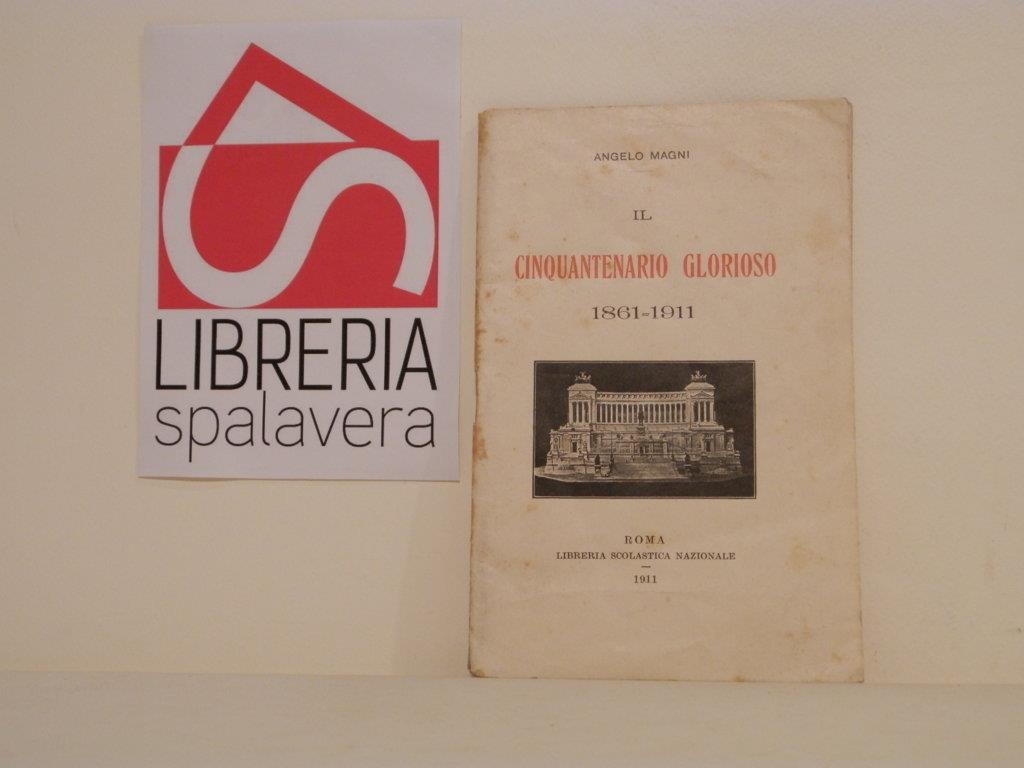 LIBRERIA
spalavera
ANGELO MAGNI
IL
CINQUANTENARIO GLORIOSO
1861-1911
ROMA
LIBRERIA SCOLASTICA NAZIONALE
1911